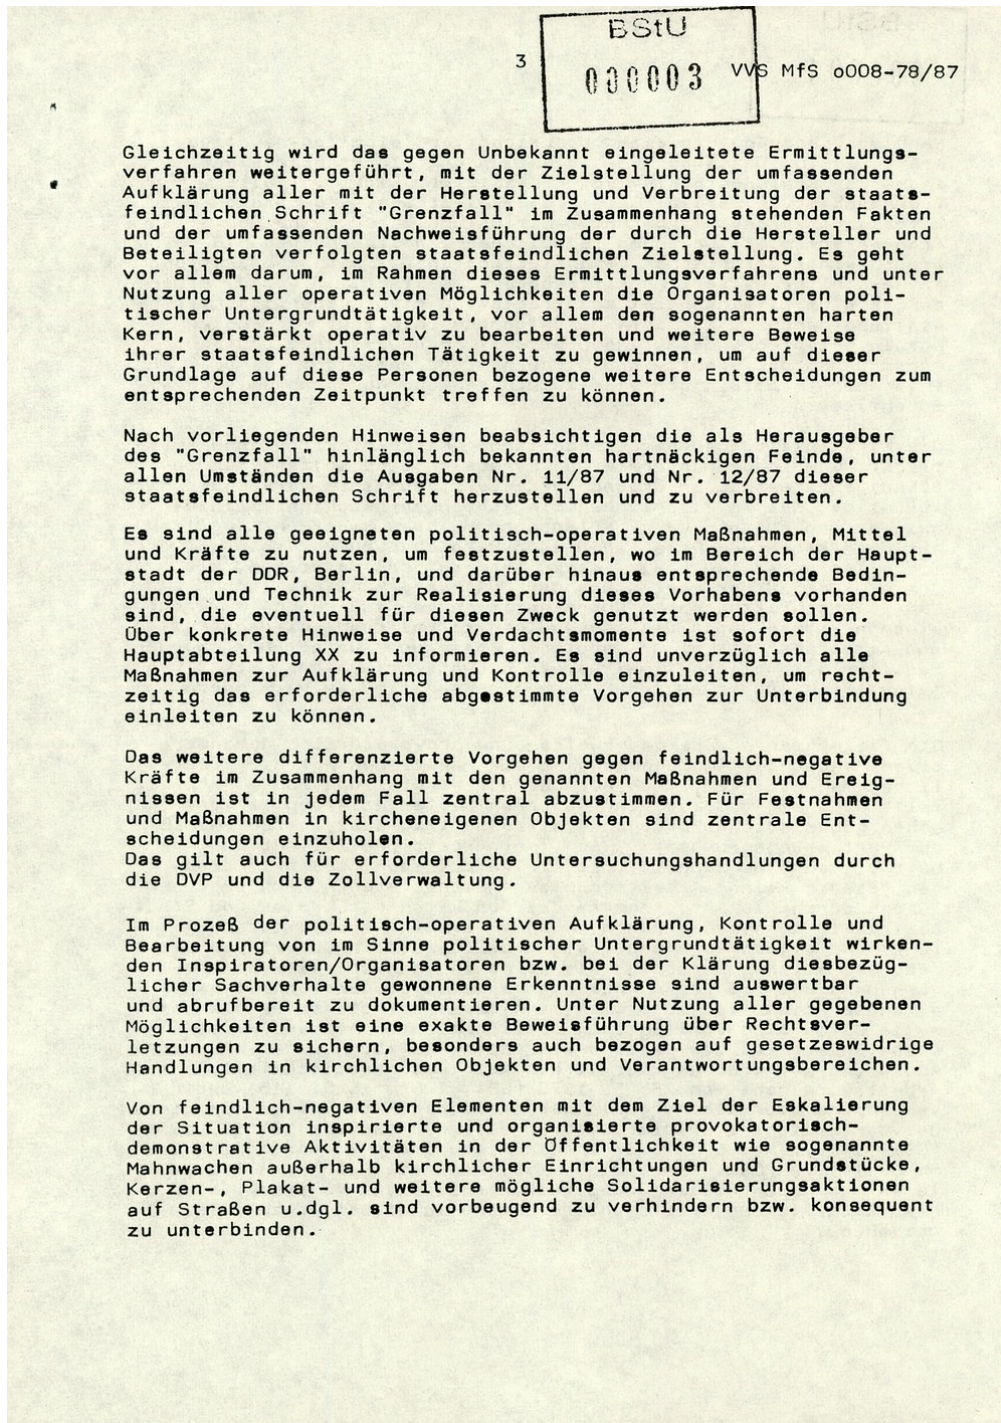 BStU
3
000003
VVS MfS o008-78/87
Gleichzeitig wird das gegen Unbekannt eingeleitete Ermittlungs-
verfahren weitergeführt, mit der Zielstellung der umfassenden
Aufklärung aller mit der Herstellung und Verbreitung der staats-
feindlichen Schrift "Grenzfall" im Zusammenhang stehenden Fakten
und der umfassenden Nachweisführung der durch die Hersteller und
Beteiligten verfolgten staatsfeindlichen Zielstellung. Es geht
vor allem darum, im Rahmen dieses Ermittlungsverfahrens und unter
Nutzung aller operativen Möglichkeiten die Organisatoren poli-
tischer Untergrundtätigkeit, vor allem den sogenannten harten
Kern, verstärkt operativ zu bearbeiten und weitere Beweise
ihrer staatsfeindlichen Tätigkeit zu gewinnen, um auf dieser
Grundlage auf diese Personen bezogene weitere Entscheidungen zum
entsprechenden Zeitpunkt treffen zu können.
Nach vorliegenden Hinweisen beabsichtigen die als Herausgeber
des "Grenzfall" hinlänglich bekannten hartnäckigen Feinde, unter
allen Umständen die Ausgaben Nr. 11/87 und Nr. 12/87 dieser
staatsfeindlichen Schrift herzustellen und zu verbreiten.
Es sind alle geeigneten politisch-operativen Maßnahmen, Mittel
und Kräfte zu nutzen, um festzustellen, wo im Bereich der Haupt-
stadt der DDR, Berlin, und darüber hinaus entsprechende Bedin-
gungen und Technik zur Realisierung dieses Vorhabens vorhanden
sind, die eventuell für diesen Zweck genutzt werden sollen.
Über konkrete Hinweise und Verdachtsmomente ist sofort die
Hauptabteilung XX zu informieren. Es sind unverzüglich alle
Maßnahmen zur Aufklärung und Kontrolle einzuleiten, um recht-
zeitig das erforderliche abgestimmte Vorgehen zur Unterbindung
einleiten zu können.
Das weitere differenzierte Vorgehen gegen feindlich-negative
Kräfte im Zusammenhang mit den genannten Maßnahmen und Ereig-
nissen ist in jedem Fall zentral abzustimmen. Für Festnahmen
und Maßnahmen in kircheneigenen Objekten sind zentrale Ent-
scheidungen einzuholen.
Das gilt auch für erforderliche Untersuchungshandlungen durch
die DVP und die Zollverwaltung.
Im Prozeß der politisch-operativen Aufklärung, Kontrolle und
Bearbeitung von im Sinne politischer Untergrundtätigkeit wirken-
den Inspiratoren/Organisatoren bzw. bei der Klärung diesbezüg-
licher Sachverhalte gewonnene Erkenntnisse sind auswertbar
und abrufbereit zu dokumentieren. Unter Nutzung aller gegebenen
Möglichkeiten ist eine exakte Beweisführung über Rechtsver-
letzungen zu sichern, besonders auch bezogen auf gesetzeswidrige
Handlungen in kirchlichen Objekten und Verantwortungsbereichen.
Von feindlich-negativen Elementen mit dem Ziel der Eskalierung
der Situation inspirierte und organisierte provokatorisch-
demonstrative Aktivitäten in der Öffentlichkeit wie sogenannte
Mahnwachen außerhalb kirchlicher Einrichtungen und Grundstücke,
Kerzen-, Plakat- und weitere mögliche Solidarisierungsaktionen
auf Straßen u.dgl. sind vorbeugend zu verhindern bzw. konsequent
zu unterbinden.